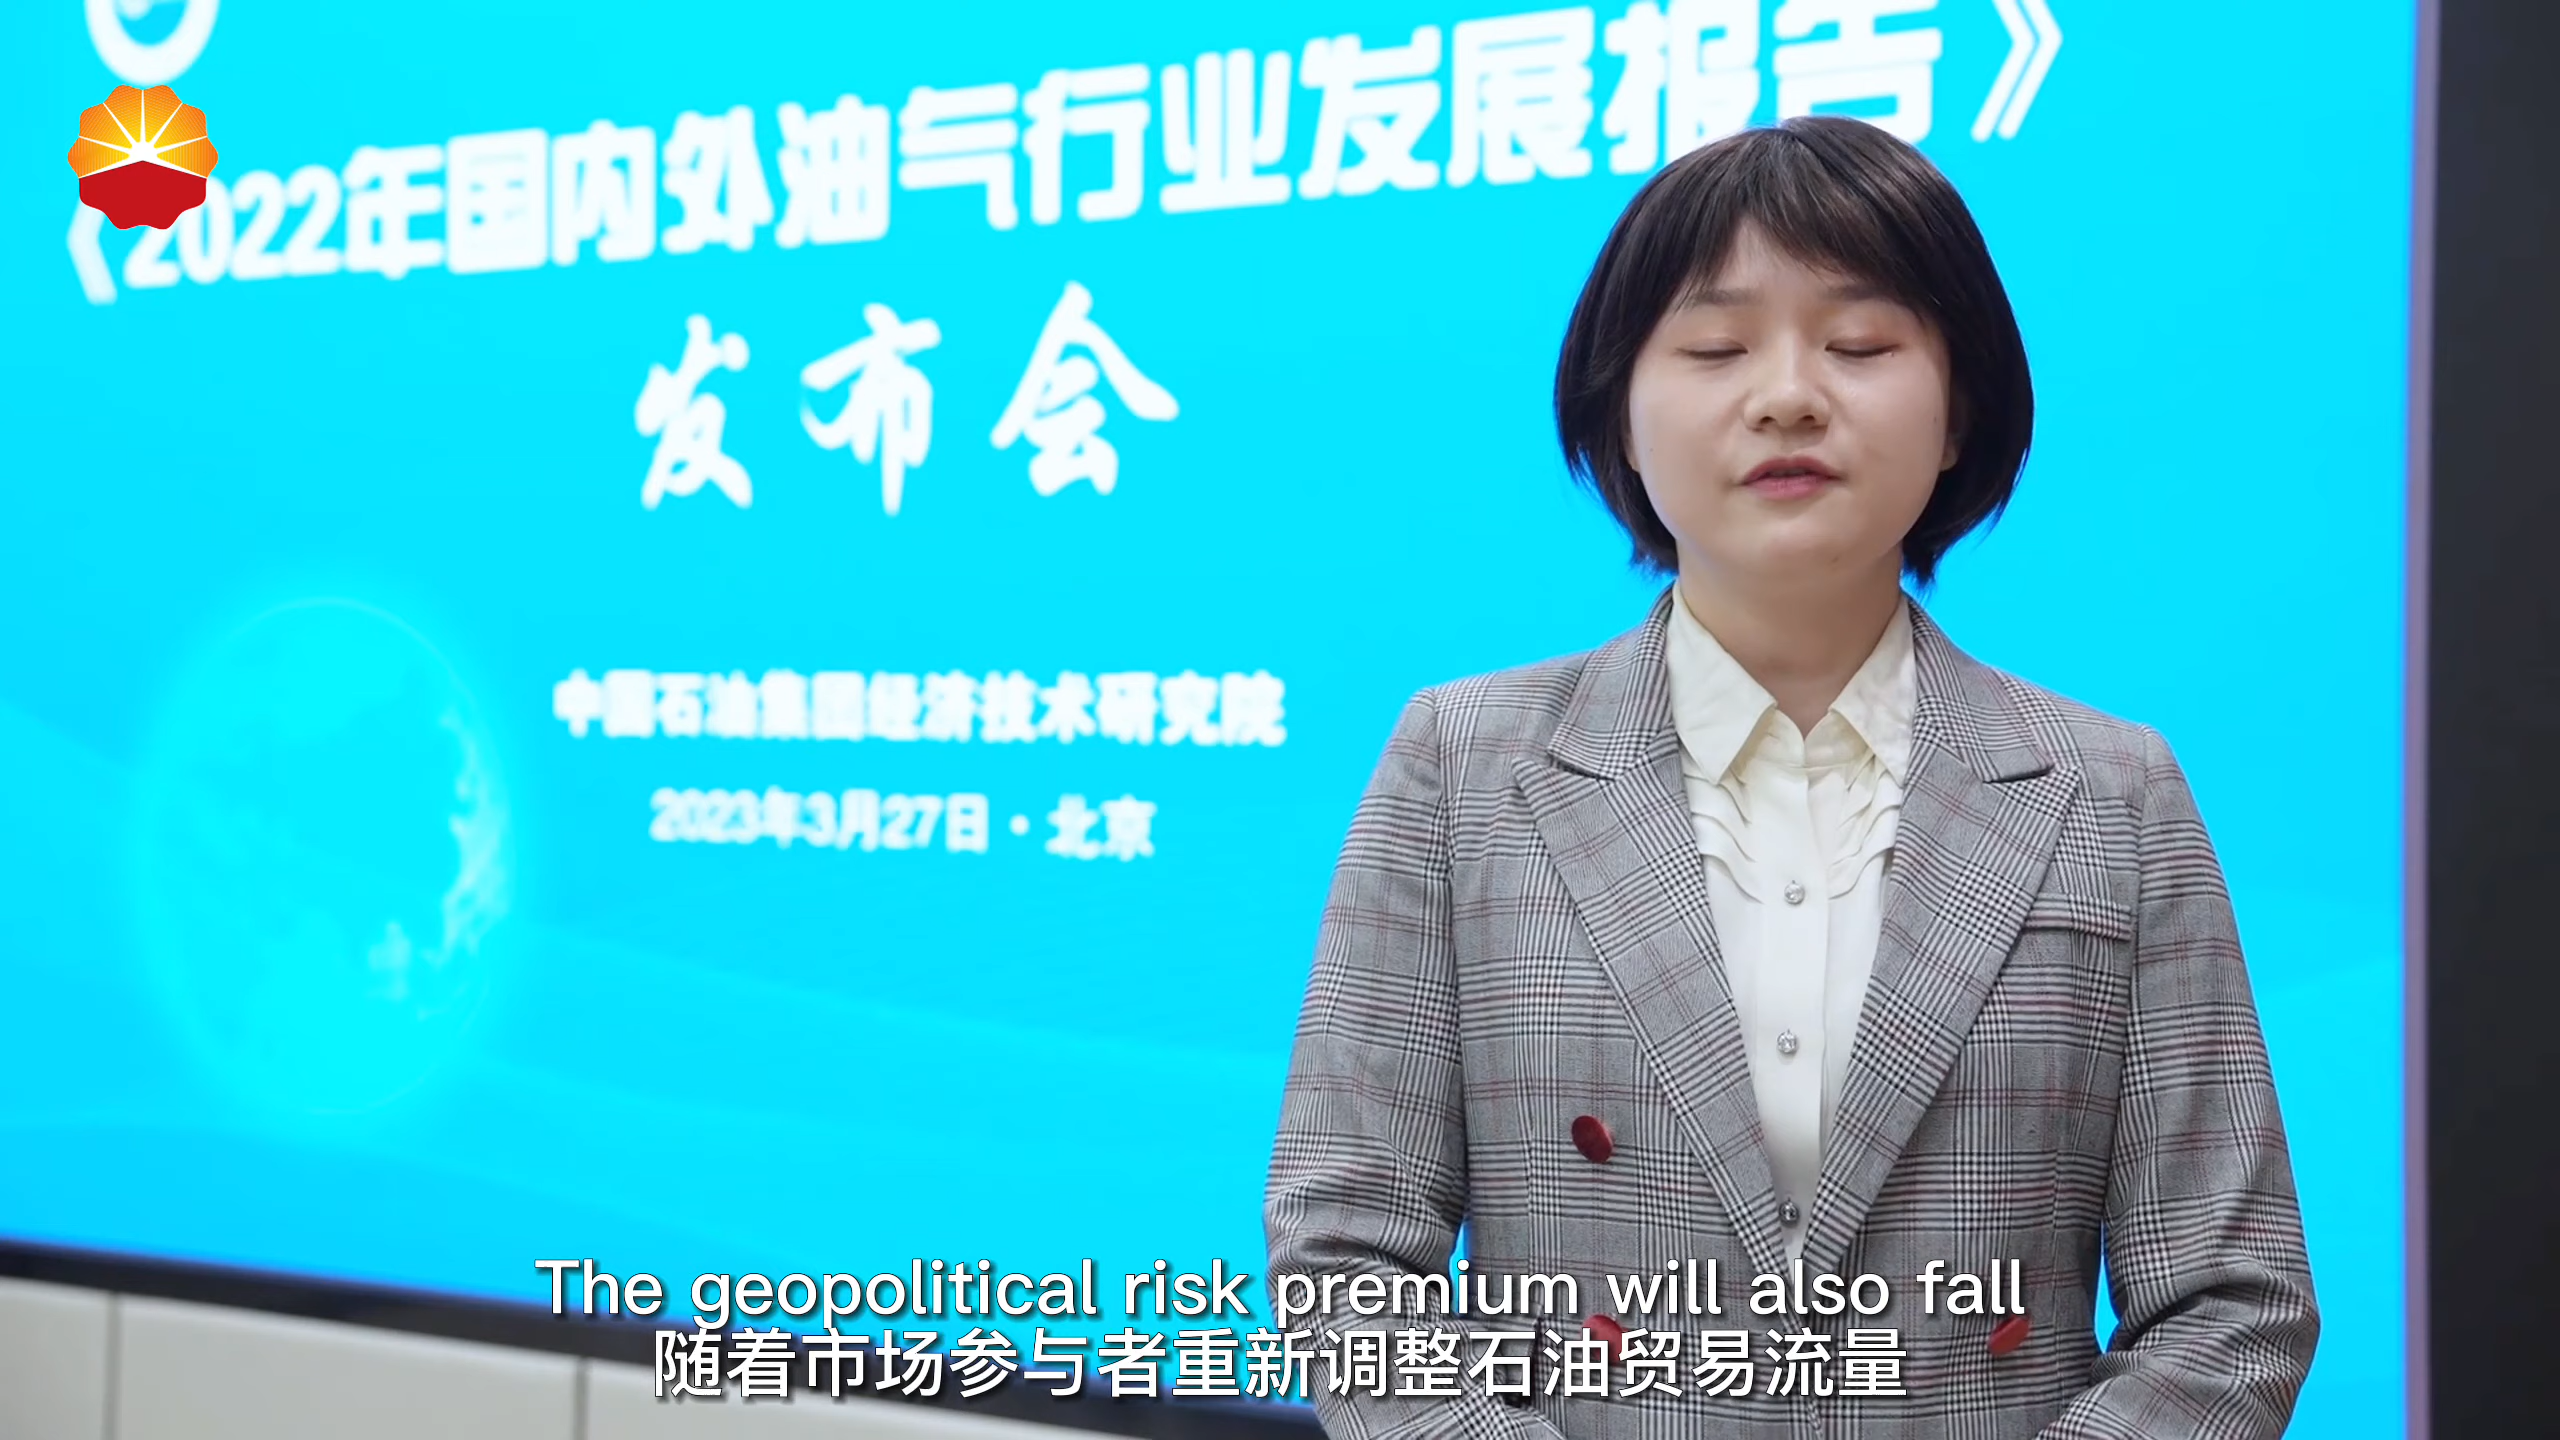 《2022年国内外油气行业发展报告》
发布会
中国石油集团经济技术研究院
2023年3月27日·北京
The geopolitical risk premium will also fall
随着市场参与者重新调整石油贸易流量